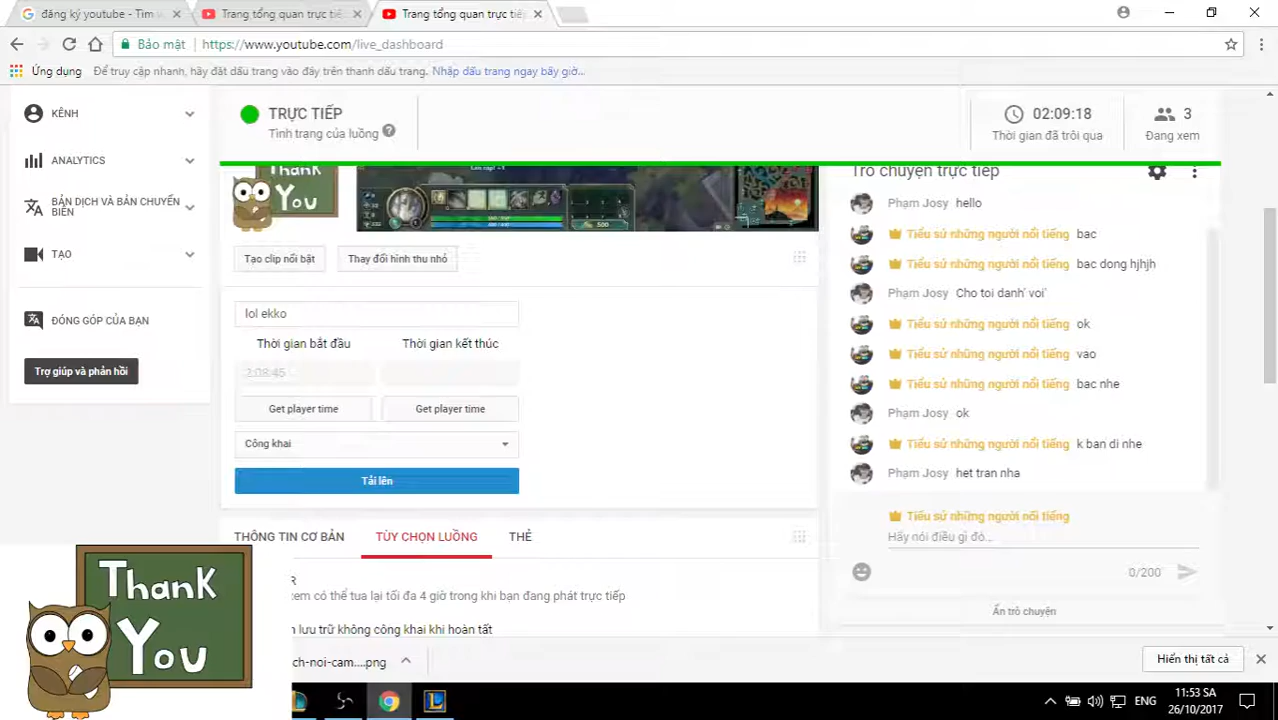 đăng ký youtube - Tìm v
Trang tổng quan trực tiế
Trang tổng quan trực tiế
Bảo mật
https://www.youtube.com/live_dashboard
Ứng dụng
Để truy cập nhanh, hãy đặt dấu trang vào đây trên thanh dấu trang.
Nhập dấu trang ngay bây giờ...
KÊNH
ANALYTICS
BẢN DỊCH VÀ BẢN CHUYỂN
BIÊN
TẠO
ĐÓNG GÓP CỦA BẠN
Trợ giúp và phản hồi
TRỰC TIẾP
Tình trạng của luồng
02:09:18
Thời gian đã trôi qua
3
Đang xem
Thank
You
500
Tạo clip nổi bật
Thay đổi hình thu nhỏ
lol ekko
Thời gian bắt đầu
Thời gian kết thúc
2:08:45
Get player time
Get player time
Công khai
Tải lên
THÔNG TIN CƠ BẢN
TÙY CHỌN LUỒNG
THẺ
R
em có thể tua lại tối đa 4 giờ trong khi bạn đang phát trực tiếp
lưu trữ không công khai khi hoàn tất
Trò chuyện trực tiếp
Phạm Josy hello
Tiểu sử những người nổi tiếng bac
Tiểu sử những người nổi tiếng bac dong hjhjh
Phạm Josy Cho toi danh' voi`
Tiểu sử những người nổi tiếng ok
Tiểu sử những người nổi tiếng vao
Tiểu sử những người nổi tiếng bac nhe
Phạm Josy ok
Tiểu sử những người nổi tiếng k ban di nhe
Phạm Josy het tran nha
Tiểu sử những người nổi tiếng
Hãy nói điều gì đó...
0/200
Ẩn trò chuyện
Thank
You
ch-noi-cam....png
Hiển thị tất cả
ENG
11:53 SA
26/10/2017